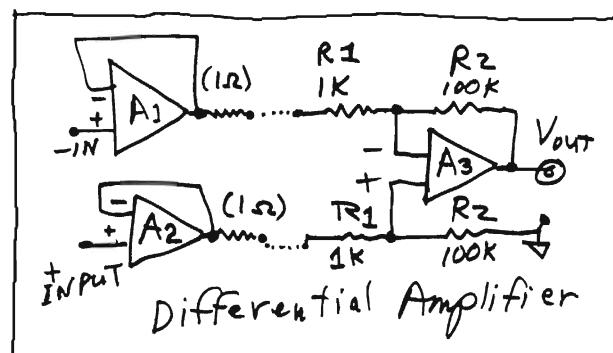 R1
R2
(1Ω)
1K
100K
A1
-
+
-IN
-
+
A3
VOUT
-
+
A2
(1Ω)
R1
1K
R2
100K
+
INPUT
Differential Amplifier